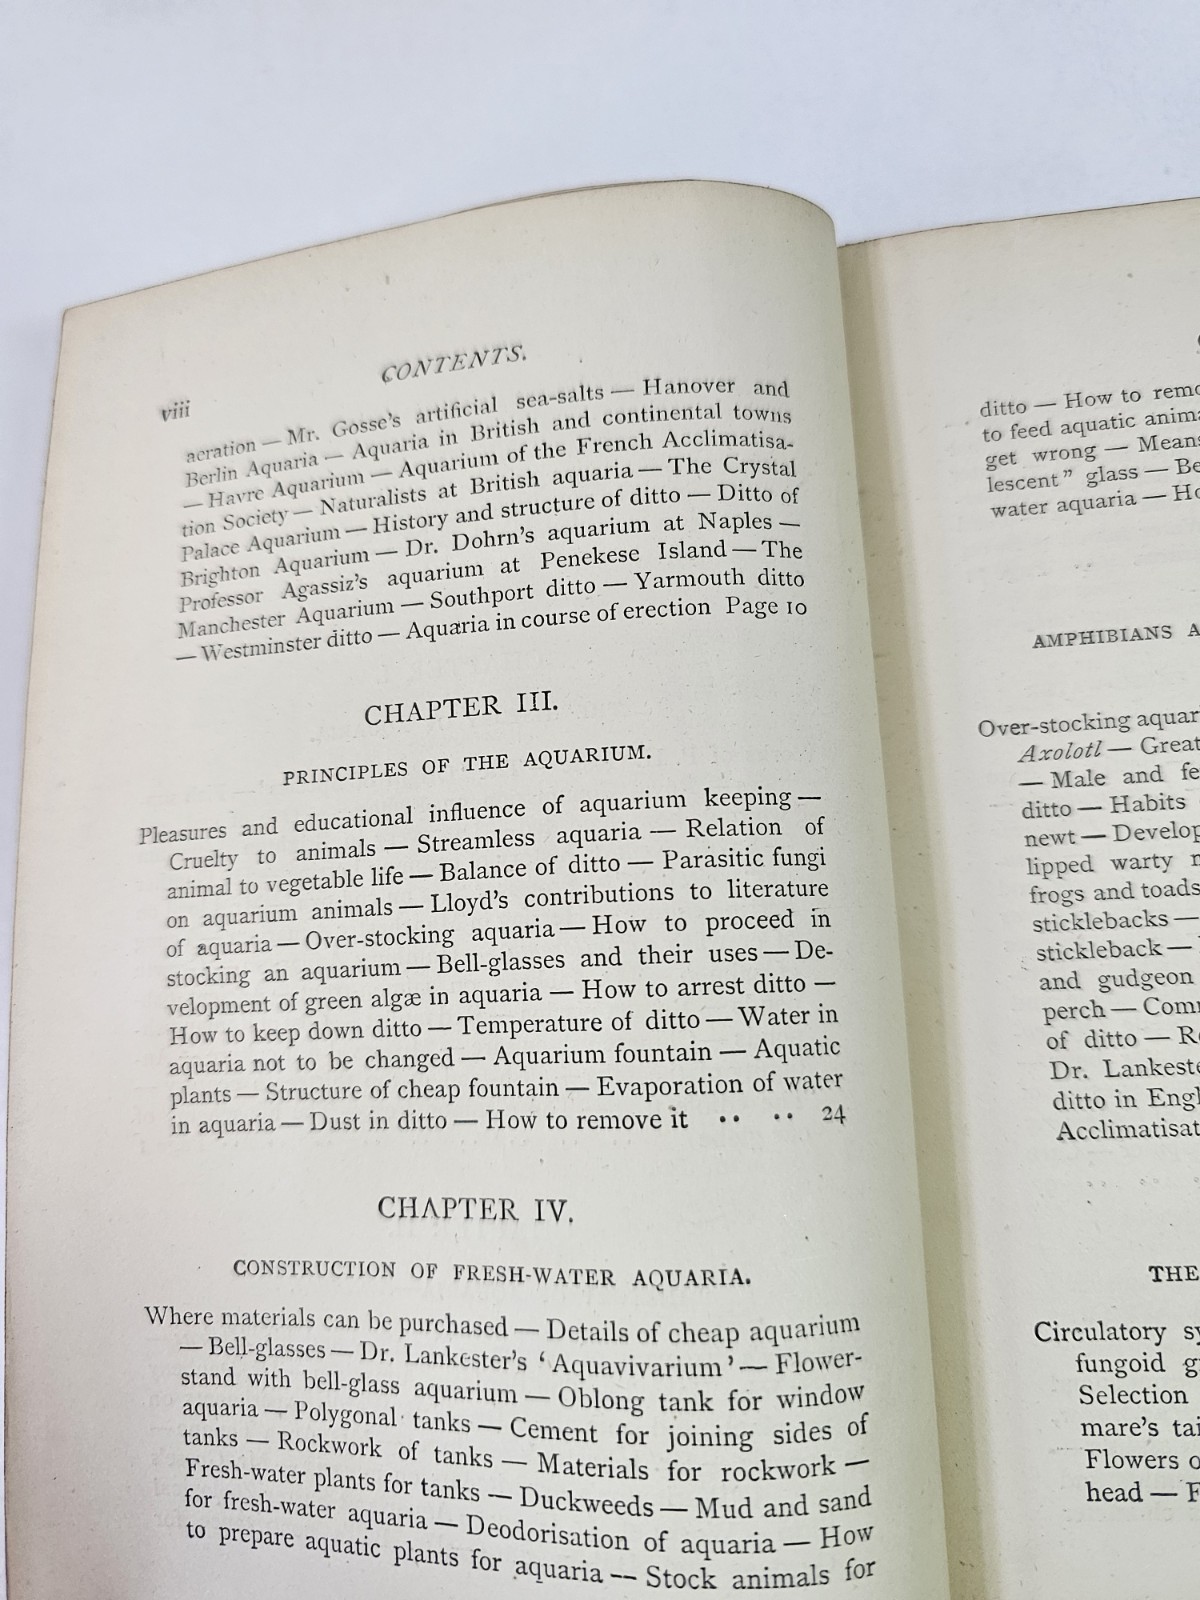 CONTENTS.
viii
aeration — Mr. Gosse's artificial sea-salts — Hanover and
Berlin Aquaria — Aquaria in British and continental towns
— Havre Aquarium — Aquarium of the French Acclimatisa-
tion Society — Naturalists at British aquaria — The Crystal
Palace Aquarium — History and structure of ditto — Ditto of
Brighton Aquarium — Dr. Dohrn's aquarium at Naples —
Professor Agassiz's aquarium at Penekese Island — The
Manchester Aquarium — Southport ditto — Yarmouth ditto
— Westminster ditto — Aquaria in course of erection Page 10
CHAPTER III.
PRINCIPLES OF THE AQUARIUM.
Pleasures and educational influence of aquarium keeping —
Cruelty to animals — Streamless aquaria — Relation of
animal to vegetable life — Balance of ditto — Parasitic fungi
on aquarium animals — Lloyd's contributions to literature
of aquaria — Over-stocking aquaria — How to proceed in
stocking an aquarium — Bell-glasses and their uses — De-
velopment of green algæ in aquaria — How to arrest ditto —
How to keep down ditto — Temperature of ditto — Water in
aquaria not to be changed — Aquarium fountain — Aquatic
plants — Structure of cheap fountain — Evaporation of water
in aquaria — Dust in ditto — How to remove it .. .. 24
CHAPTER IV.
CONSTRUCTION OF FRESH-WATER AQUARIA.
Where materials can be purchased — Details of cheap aquarium
— Bell-glasses — Dr. Lankester's ‘Aquavivarium’ — Flower-
stand with bell-glass aquarium — Oblong tank for window
aquaria — Polygonal tanks — Cement for joining sides of
tanks — Rockwork of tanks — Materials for rockwork —
Fresh-water plants for tanks — Duckweeds — Mud and sand
for fresh-water aquaria — Deodorisation of aquaria — How
to prepare aquatic plants for aquaria — Stock animals for
ditto — How to remo
to feed aquatic anima
get wrong — Means
lescent” glass — Be
water aquaria — Ho
AMPHIBIANS A
Over-stocking aquar
Axolotl — Great
— Male and fe
ditto — Habits
newt — Develop
lipped warty n
frogs and toads
sticklebacks —
stickleback —
and gudgeon
perch — Com
of ditto — R
Dr. Lankeste
ditto in Engl
Acclimatisat
THE
Circulatory sy
fungoid g
Selection
mare's tai
Flowers o
head — F